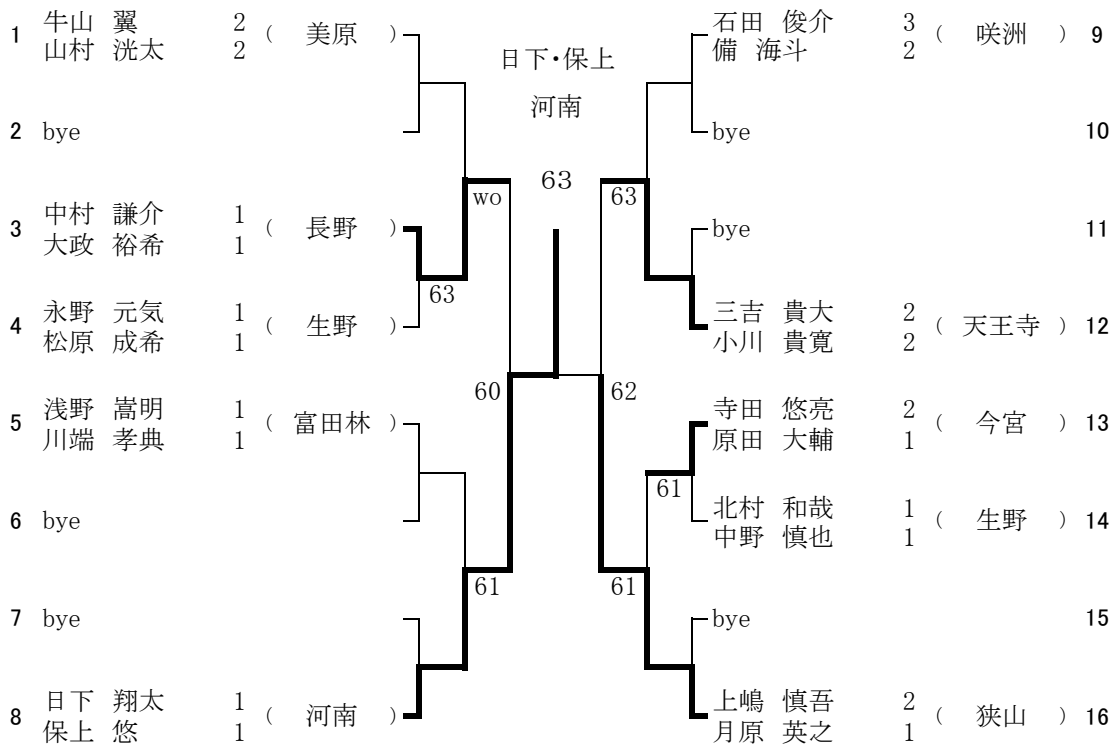 日下・保上
河南
63
1 牛山 翼 2 ( 美原 )
山村 洸太 2
2 bye
wo
3 中村 謙介 1 ( 長野 )
大政 裕希 1
63
4 永野 元気 1 ( 生野 )
松原 成希 1
60
5 浅野 嵩明 1 ( 富田林 )
川端 孝典 1
6 bye
61
7 bye
8 日下 翔太 1 ( 河南 )
保上 悠 1
石田 俊介 3 ( 咲洲 ) 9
備 海斗 2
bye 10
63
bye 11
三吉 貴大 2 ( 天王寺 ) 12
小川 貴寛 2
62
寺田 悠亮 2 ( 今宮 ) 13
原田 大輔 1
61
北村 和哉 1 ( 生野 ) 14
中野 慎也 1
61
bye 15
上嶋 慎吾 2 ( 狭山 ) 16
月原 英之 1